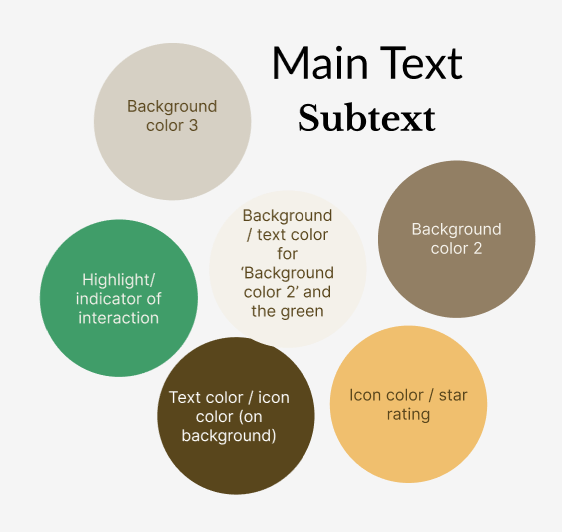 Main Text
Subtext
Background
color 3
Background
/ text color
for
‘Background
color 2’ and
the green
Background
color 2
Highlight/
indicator of
interaction
Text color / icon
color (on
background)
Icon color / star
rating